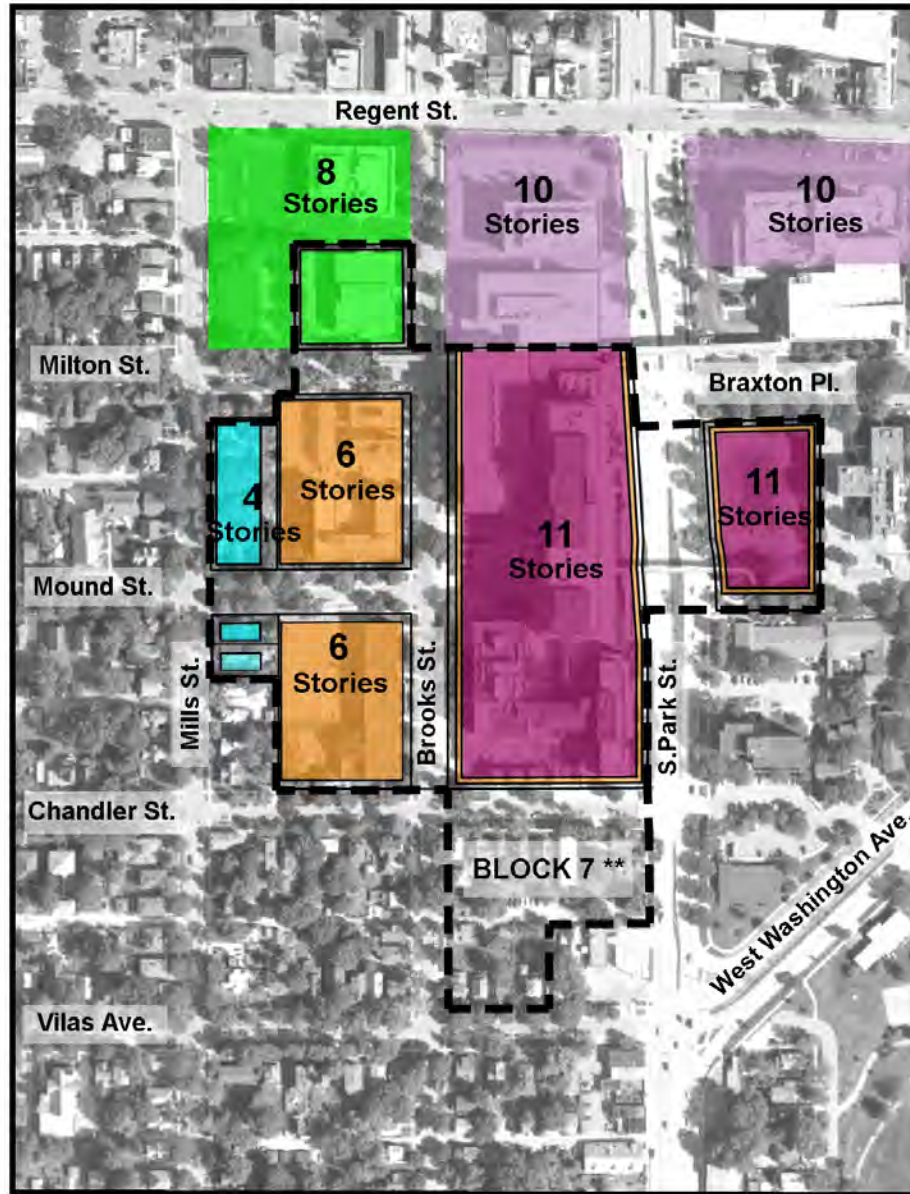 Regent St.
8
Stories
10
Stories
10
Stories
Milton St.
Braxton Pl.
6
Stories
4
Stories
11
Stories
11
Stories
Mound St.
6
Stories
Mills St.
Brooks St.
S.Park St.
Chandler St.
BLOCK 7 **
West Washington Ave.
Vilas Ave.